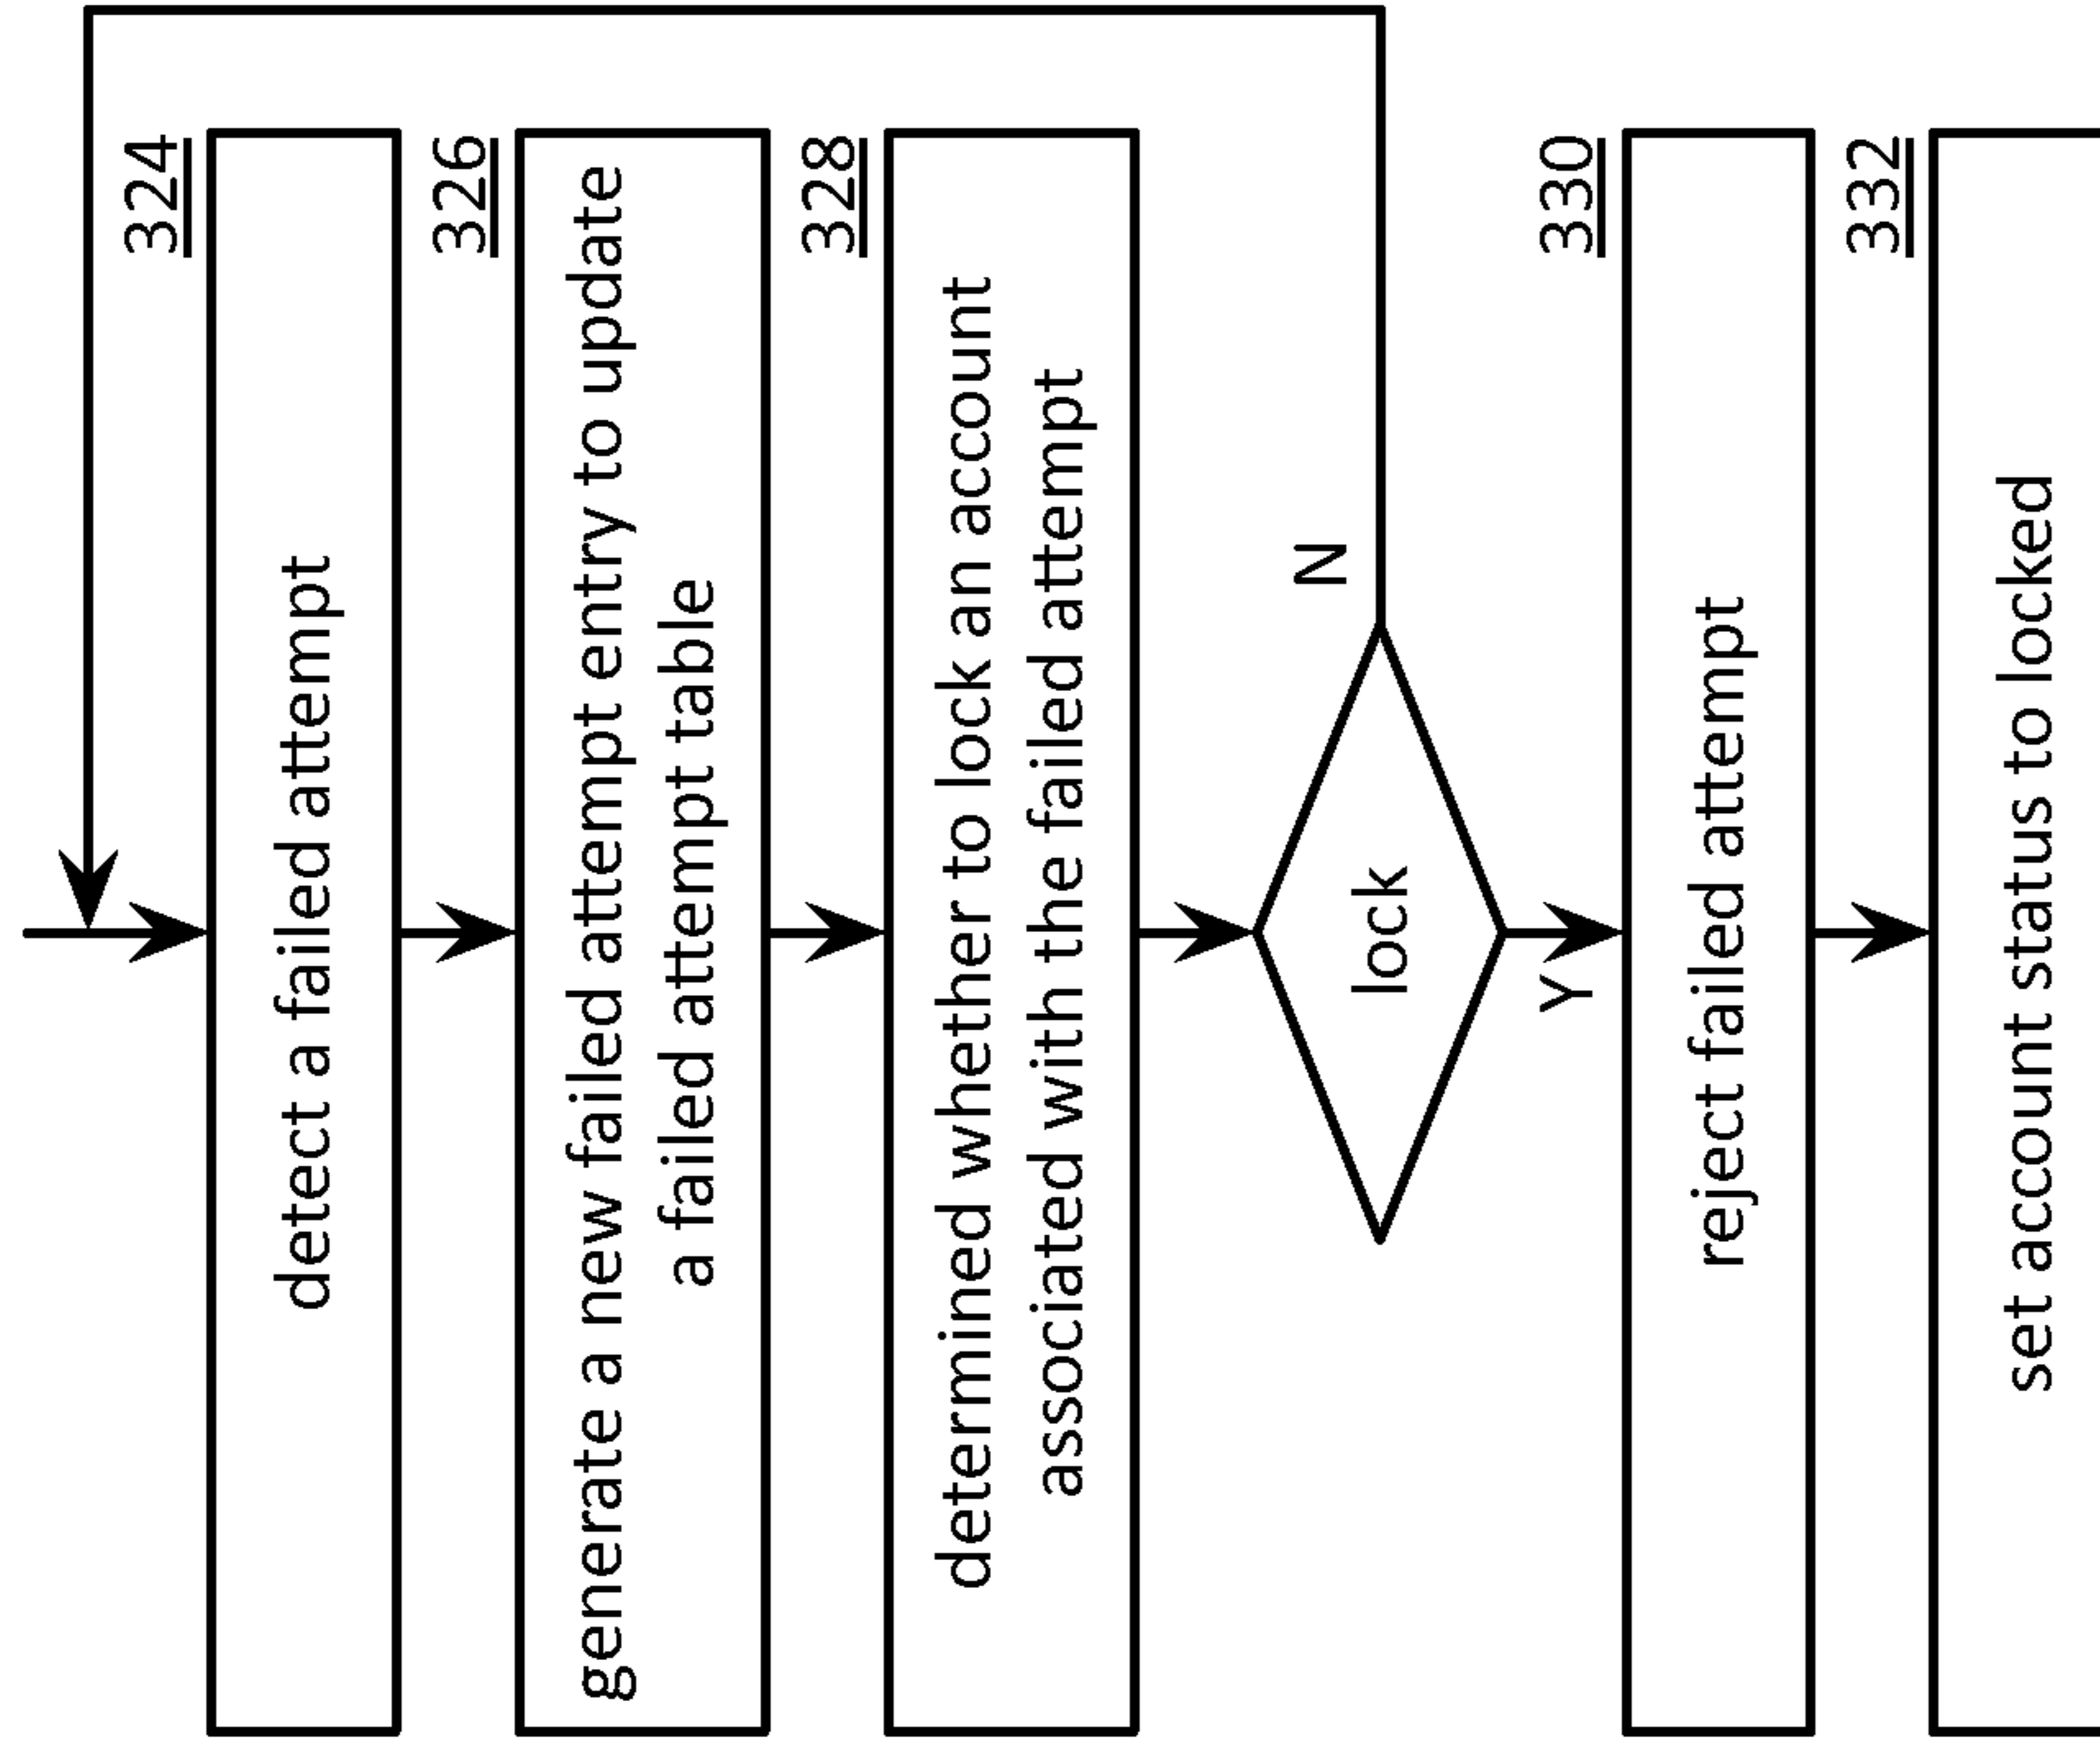 324
detect a failed attempt
326
generate a new failed attempt entry to update
a failed attempt table
328
determined whether to lock an account
associated with the failed attempt
lock
N
Y
330
reject failed attempt
332
set account status to locked